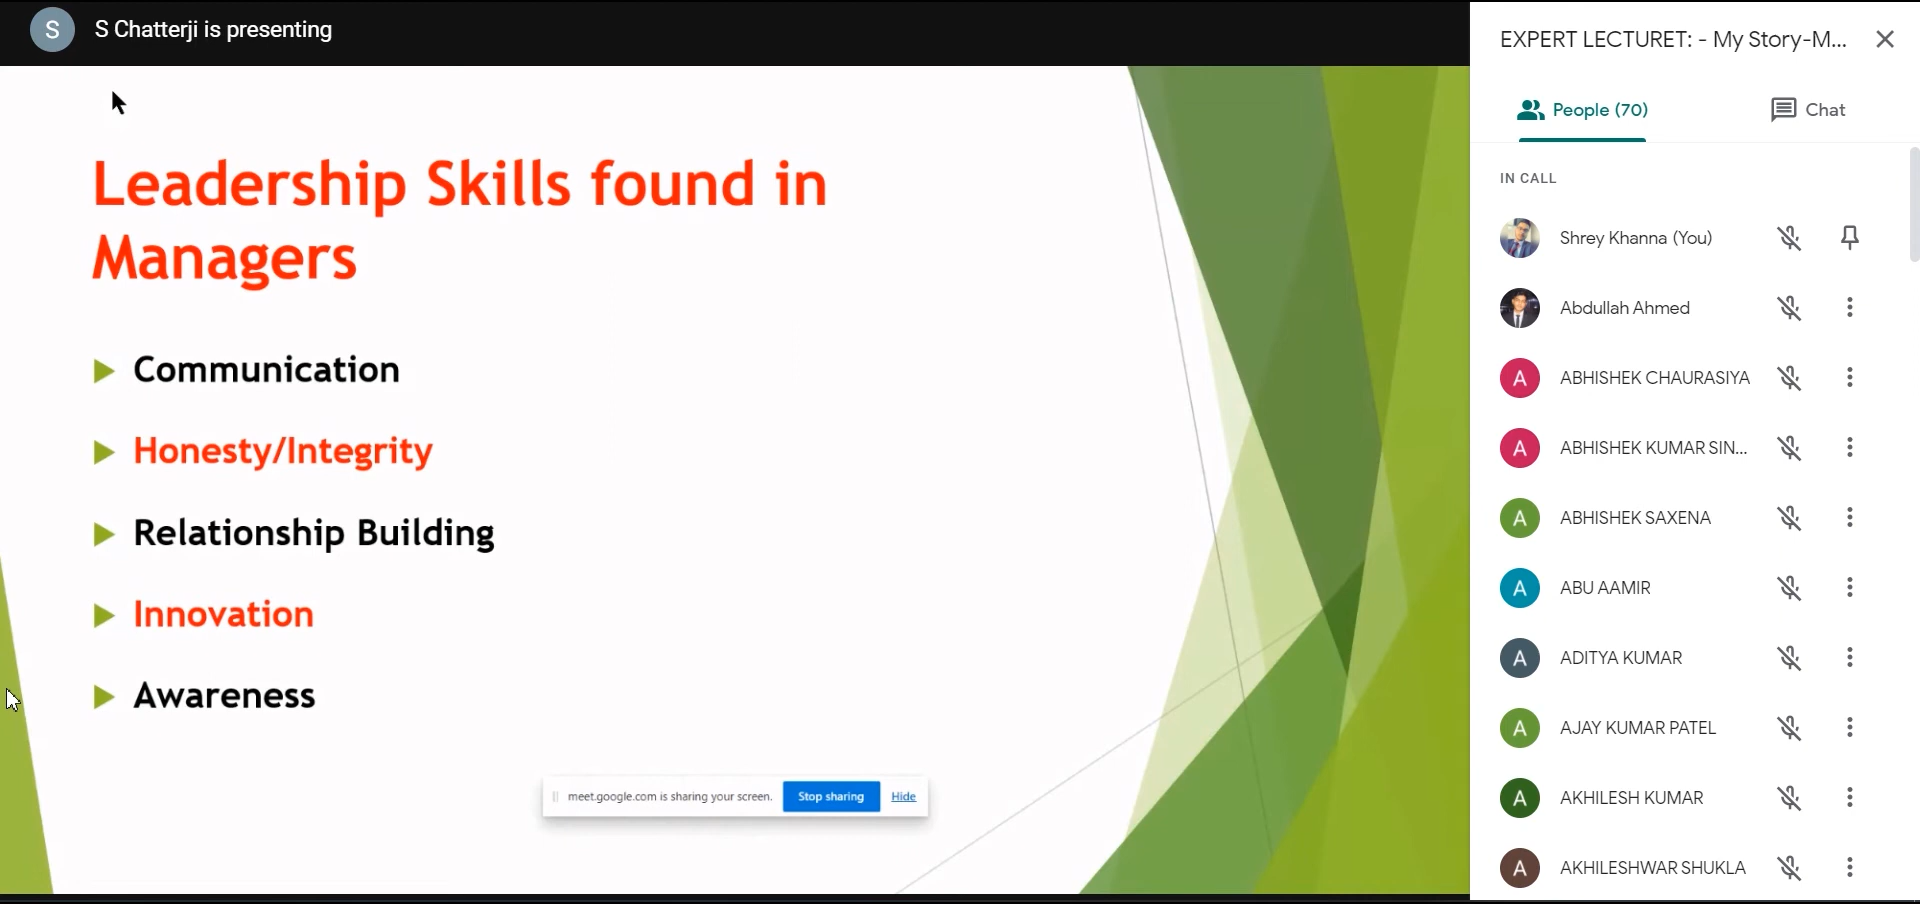 S
S Chatterji is presenting
Leadership Skills found in
Managers
Communication
Honesty/Integrity
Relationship Building
Innovation
Awareness
meet.google.com is sharing your screen.
Stop sharing
Hide
EXPERT LECTURET: - My Story-M...
People (70)
Chat
IN CALL
Shrey Khanna (You)
Abdullah Ahmed
A
ABHISHEK CHAURASIYA
A
ABHISHEK KUMAR SIN...
A
ABHISHEK SAXENA
A
ABU AAMIR
A
ADITYA KUMAR
A
AJAY KUMAR PATEL
A
AKHILESH KUMAR
A
AKHILESHWAR SHUKLA